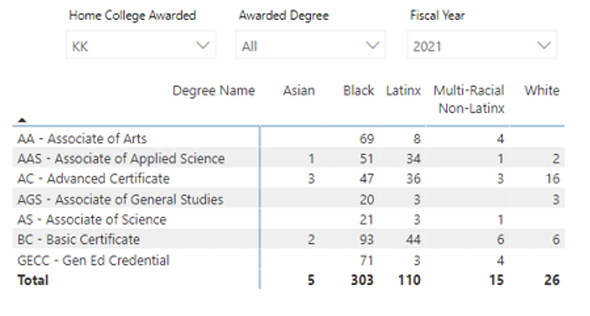 Home College Awarded Awarded Degree Fiscal Year
KK All 2021
Degree Name Asian Black Latinx Multi-Racial White
Non-Latinx
AA - Associate of Arts 69 8 4
AAS - Associate of Applied Science 1 51 34 1 2
AC - Advanced Certificate 3 47 36 3 16
AGS - Associate of General Studies 20 3 3
AS - Associate of Science 21 3 1
BC - Basic Certificate 2 93 44 6 6
GECC - Gen Ed Credential 71 3 4
Total 5 303 110 15 26